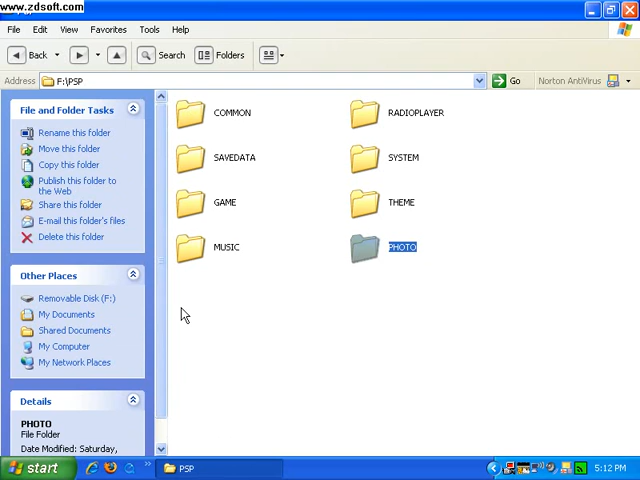 www.zdsoft.com
File Edit View Favorites Tools Help
Back Search Folders
Address F:\PSP Go Norton AntiVirus
File and Folder Tasks
Rename this folder
Move this folder
Copy this folder
Publish this folder to
the Web
Share this folder
E-mail this folder's files
Delete this folder
Other Places
Removable Disk (F:)
My Documents
Shared Documents
My Computer
My Network Places
Details
PHOTO
File Folder
Date Modified: Saturday,
COMMON RADIOPLAYER
SAVEDATA SYSTEM
GAME THEME
MUSIC PHOTO
start PSP 5:12 PM